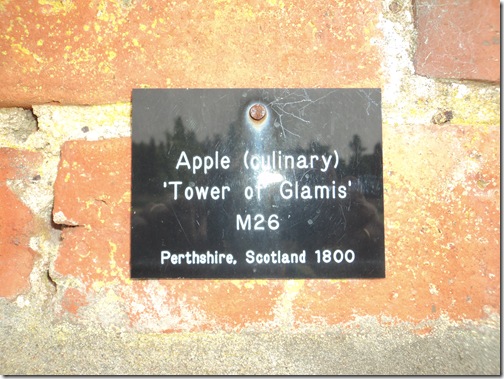 Apple (culinary)
'Tower of Glamis'
M26
Perthshire, Scotland 1800